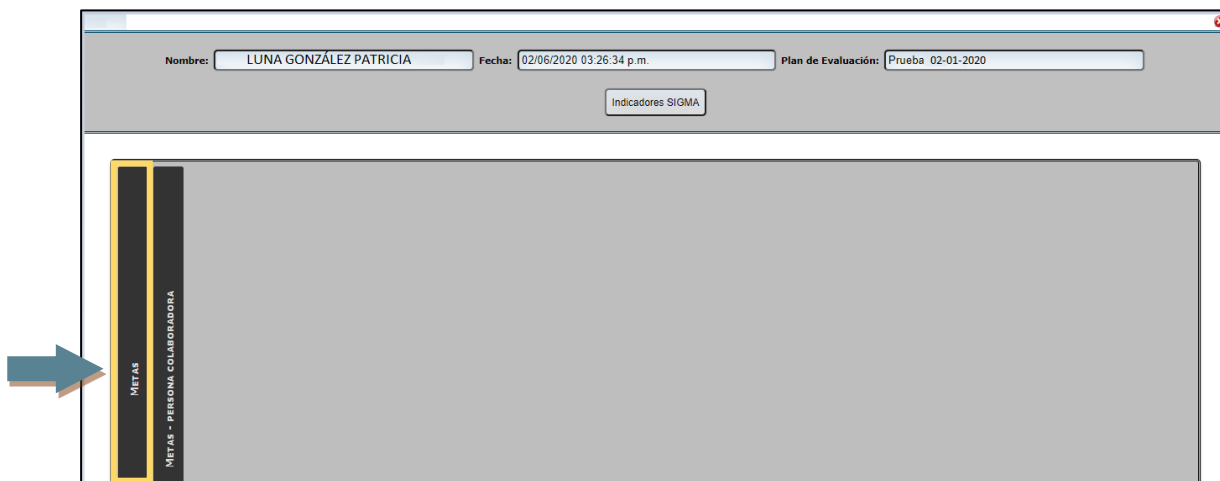 Nombre: LUNA GONZÁLEZ PATRICIA Fecha: 02/06/2020 03:26:34 p.m. Plan de Evaluación: Prueba 02-01-2020
Indicadores SIGMA
METAS
METAS - PERSONA COLABORADORA